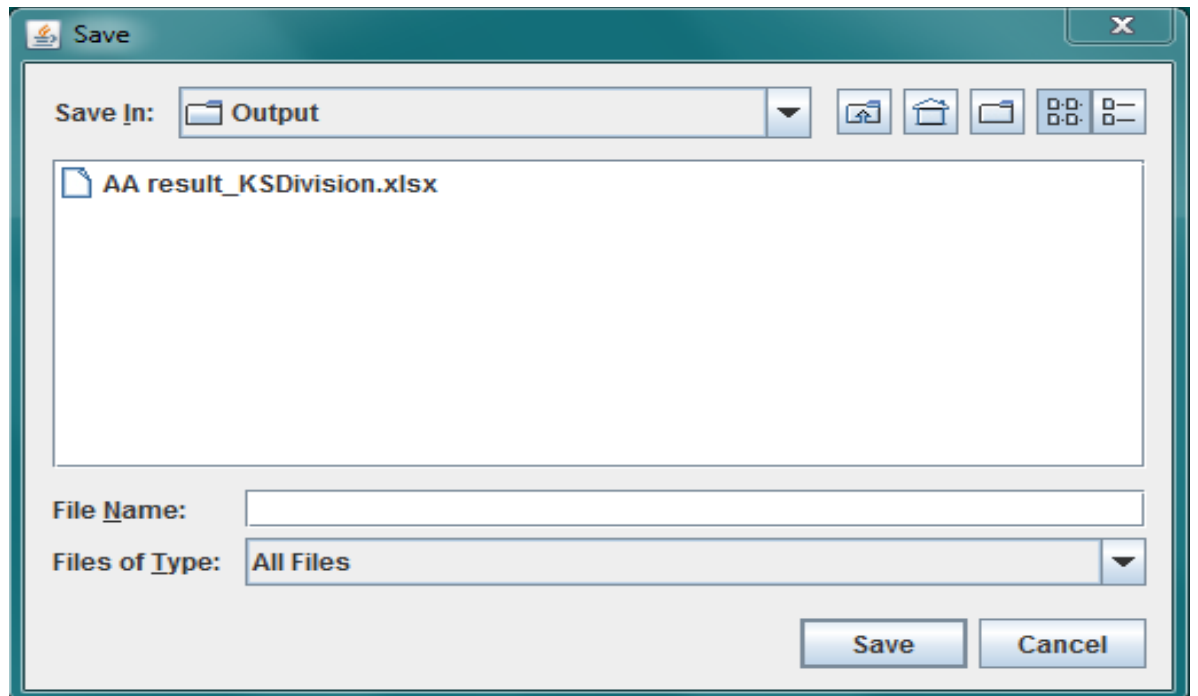 Save
Save In: Output
AA result_KSDivision.xlsx
File Name:
Files of Type: All Files
Save Cancel